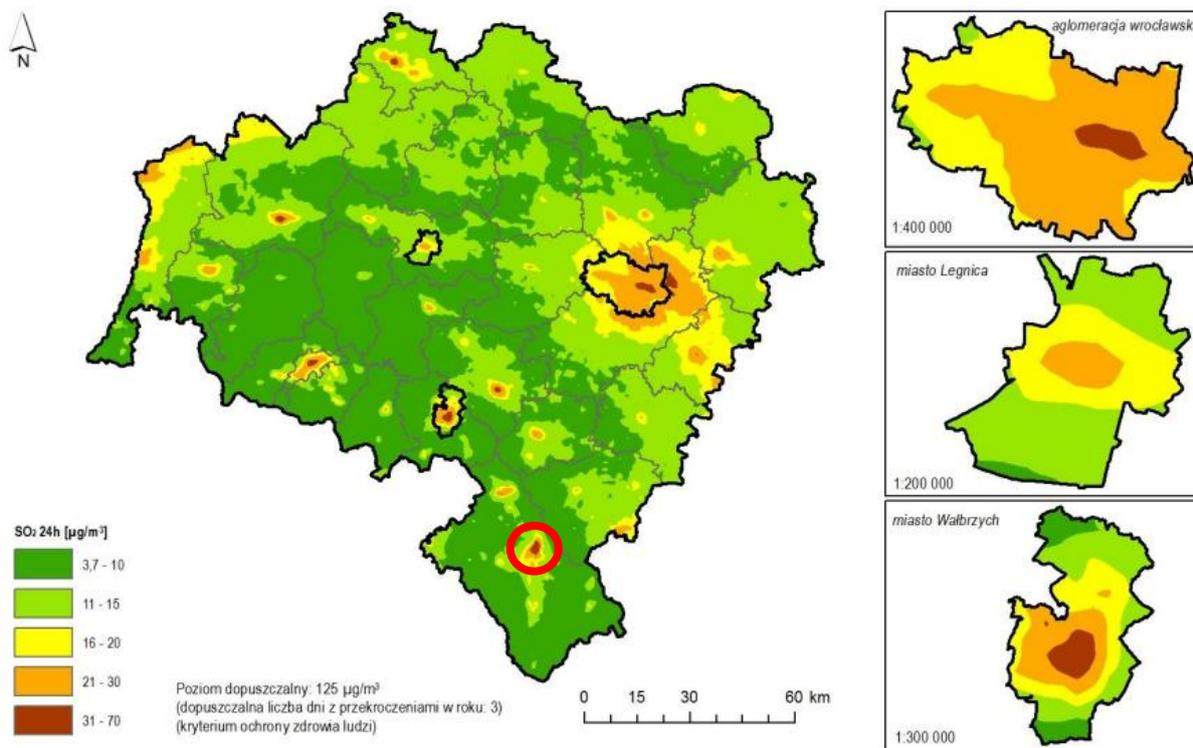 N
SO₂ 24h [µg/m³]
3,7 - 10
11 - 15
16 - 20
21 - 30
31 - 70
Poziom dopuszczalny: 125 µg/m³
(dopuszczalna liczba dni z przekroczeniami w roku: 3)
(kryterium ochrony zdrowia ludzi)
0 15 30 60 km
aglomeracja wrocławsk
1:400 000
miasto Legnica
1:200 000
miasto Wałbrzych
1:300 000